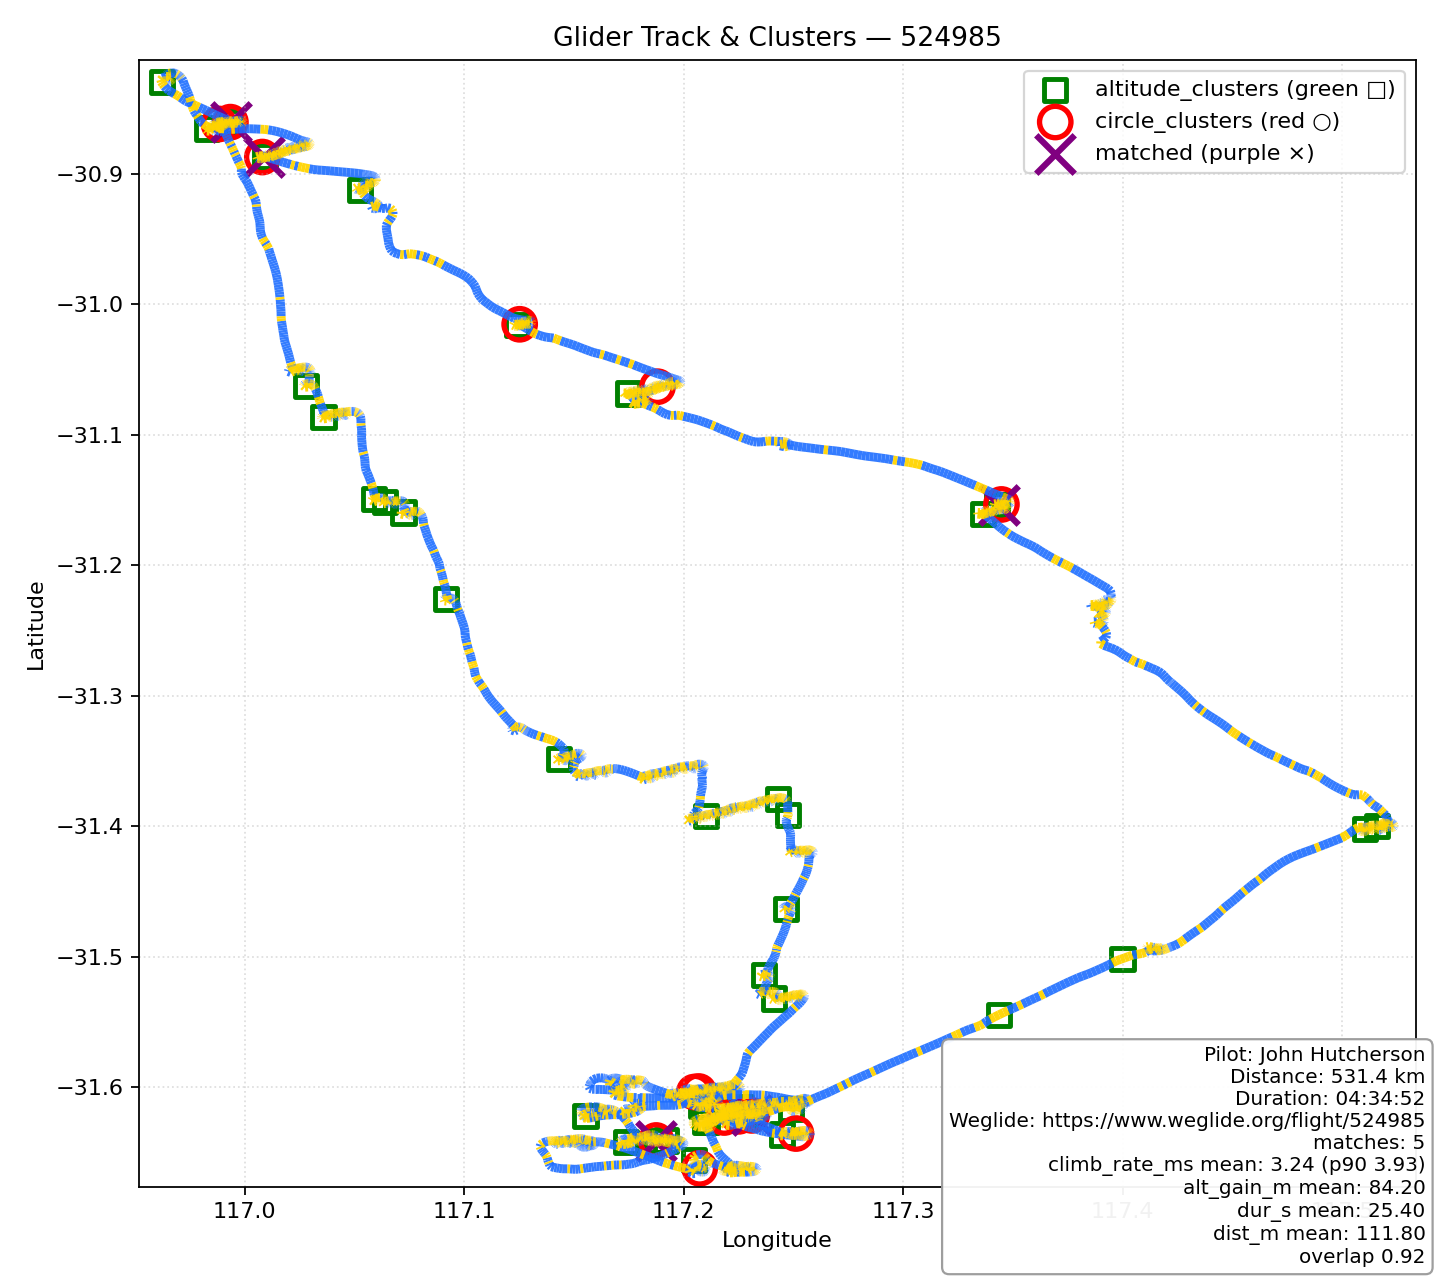 Glider Track & Clusters — 524985
altitude_clusters (green □)
circle_clusters (red ○)
matched (purple ×)
−30.9
−31.0
−31.1
−31.2
−31.3
−31.4
−31.5
−31.6
Latitude
117.0
117.1
117.2
117.3
117.4
Longitude
Pilot: John Hutcherson
Distance: 531.4 km
Duration: 04:34:52
Weglide: https://www.weglide.org/flight/524985
matches: 5
climb_rate_ms mean: 3.24 (p90 3.93)
alt_gain_m mean: 84.20
dur_s mean: 25.40
dist_m mean: 111.80
overlap 0.92